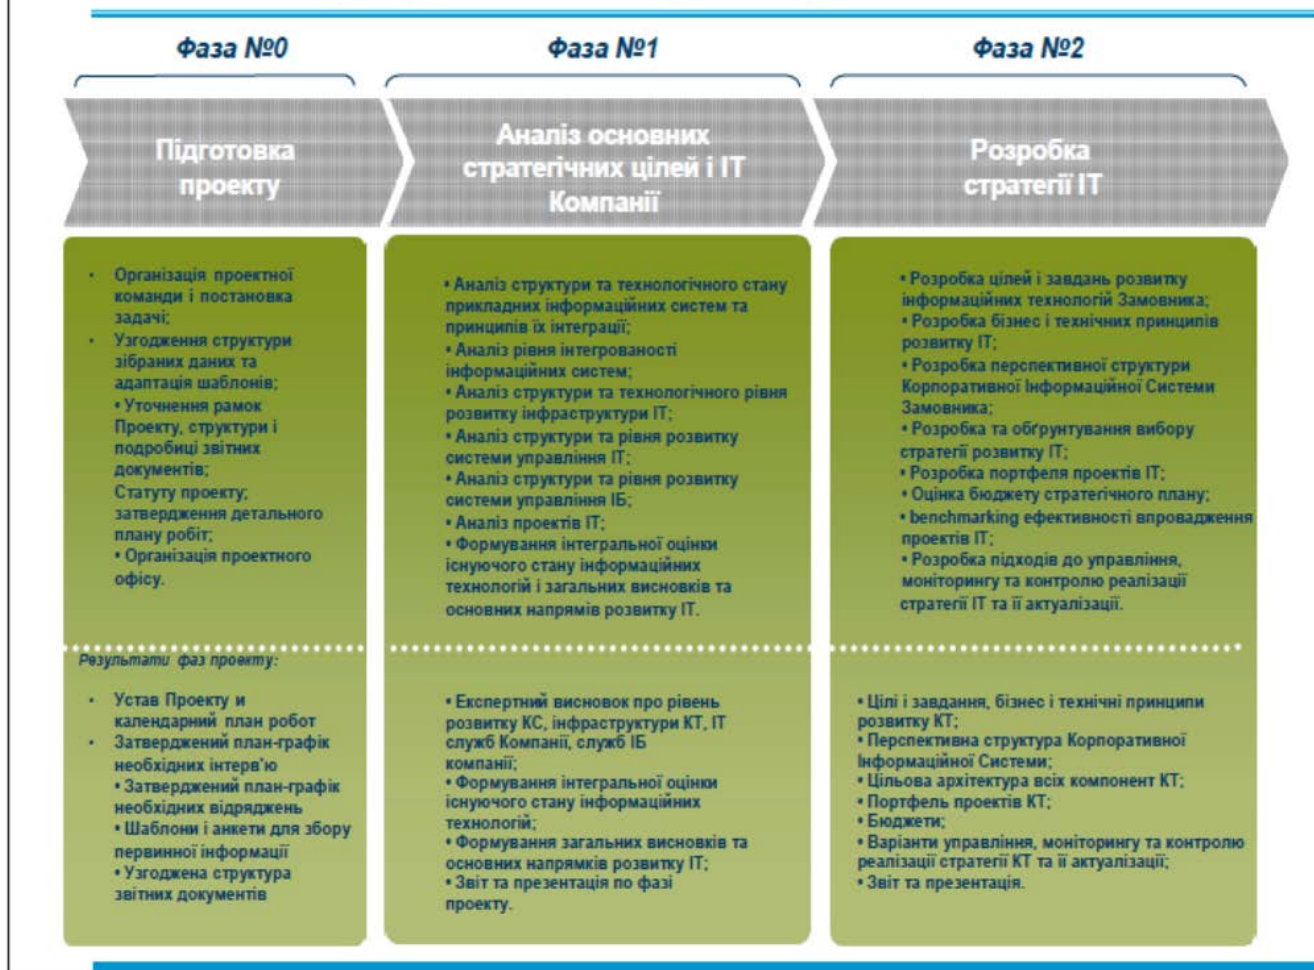 Фаза №0
Підготовка
проекту
• Організація проектної
команди і постановка
задачі;
• Узгодження структури
зібраних даних та
адаптація шаблонів;
• Уточнення рамок
Проекту, структури і
подробиці звітних
документів;
Статуту проекту;
затвердження детального
плану робіт;
• Організація проектного
офісу.
Результати фаз проекту:
• Устав Проекту и
календарний план робот
• Затверджений план-графік
необхідних інтерв'ю
• Затверджений план-графік
необхідних відряджень
• Шаблони і анкети для збору
первинної інформації
• Узгоджена структура
звітних документів
Фаза №1
Аналіз основних
стратегічних цілей і ІТ
Компанії
• Аналіз структури та технологічного стану
прикладних інформаційних систем та
принципів їх інтеграції;
• Аналіз рівня інтегрованості
інформаційних систем;
• Аналіз структури та технологічного рівня
розвитку інфраструктури ІТ;
• Аналіз структури та рівня розвитку
системи управління ІТ;
• Аналіз структури та рівня розвитку
системи управління ІБ;
• Аналіз проектів ІТ;
• Формування інтегральної оцінки
існуючого стану інформаційних
технологій і загальних висновків та
основних напрямів розвитку ІТ.
• Експертний висновок про рівень
розвитку КС, інфраструктури КТ, ІТ
служб Компанії, служб ІБ
компанії;
• Формування інтегральної оцінки
існуючого стану інформаційних
технологій;
• Формування загальних висновків та
основних напрямків розвитку ІТ;
• Звіт та презентація по фазі
проекту.
Фаза №2
Розробка
стратегії ІТ
• Розробка цілей і завдань розвитку
інформаційних технологій Замовника;
• Розробка бізнес і технічних принципів
розвитку ІТ;
• Розробка перспективної структури
Корпоративної Інформаційної Системи
Замовника;
• Розробка та обґрунтування вибору
стратегії розвитку ІТ;
• Розробка портфеля проектів ІТ;
• Оцінка бюджету стратегічного плану;
• benchmarking ефективності впровадження
проектів ІТ;
• Розробка підходів до управління,
моніторингу та контролю реалізації
стратегії ІТ та її актуалізації.
• Цілі і завдання, бізнес і технічні принципи
розвитку КТ;
• Перспективна структура Корпоративної
Інформаційної Системи;
• Цільова архітектура всіх компонент КТ;
• Портфель проектів КТ;
• Бюджети;
• Варіанти управління, моніторингу та контролю
реалізації стратегії КТ та її актуалізації;
• Звіт та презентація.